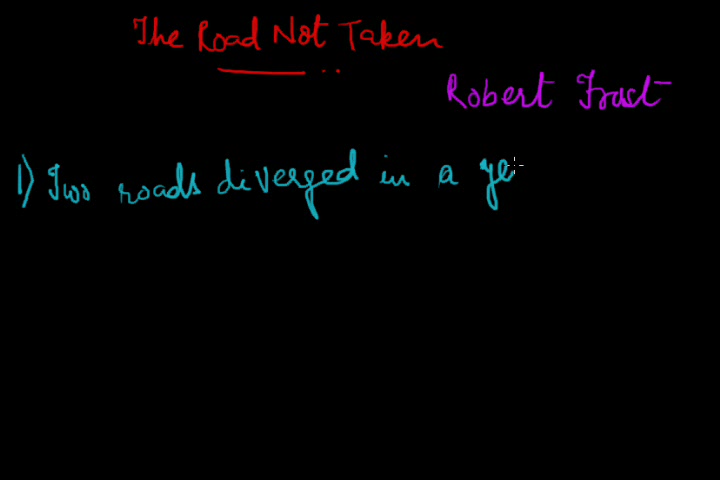 The Road Not Taken
Robert Frost
1) Two roads diverged in a ye